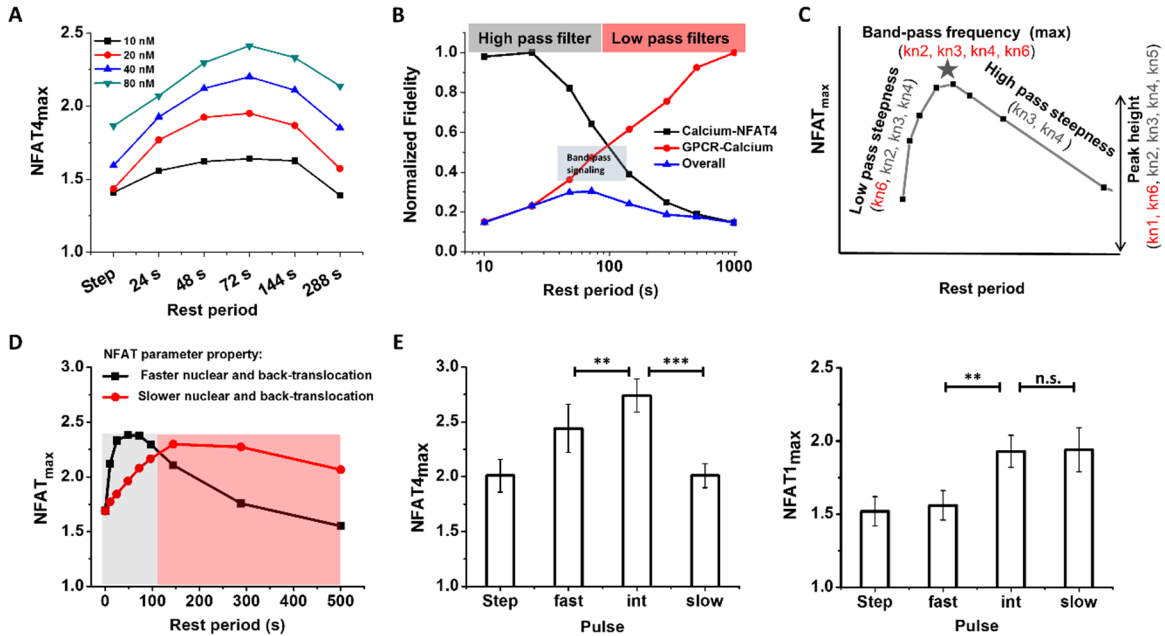 A
2.5
2.0
1.5
1.0
NFAT4max
10 nM
20 nM
40 nM
80 nM
Step
24 s
48 s
72 s
144 s
288 s
Rest period
B
High pass filter
Low pass filters
1.0
0.8
0.6
0.4
0.2
0.0
Normalized Fidelity
Calcium-NFAT4
GPCR-Calcium
Overall
Band-pass
signaling
10
100
1000
Rest period (s)
C
Band-pass frequency (max)
(kn2, kn3, kn4, kn6)
NFATmax
Low pass steepness
(kn6, kn2, kn3, kn4)
High pass steepness
(kn3, kn4)
Peak height
(kn1, kn6, kn2, kn3, kn4, kn5)
Rest period
D
NFAT parameter property:
Faster nuclear and back-translocation
Slower nuclear and back-translocation
3.0
2.5
2.0
1.5
1.0
NFATmax
0
100
200
300
400
500
Rest period (s)
E
3.0
2.5
2.0
1.5
1.0
NFAT4max
**
***
Step
fast
int
slow
Pulse
2.5
2.0
1.5
1.0
NFAT1max
**
n.s.
Step
fast
int
slow
Pulse